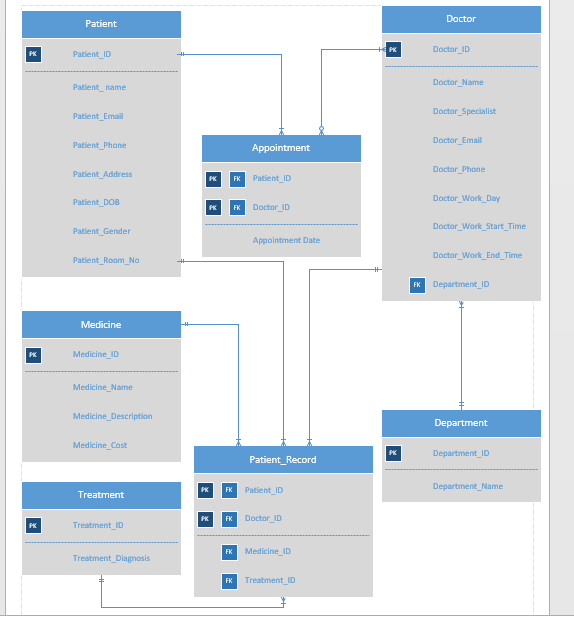 Patient
PK Patient_ID
Patient_ name
Patient_Email
Patient_Phone
Patient_Address
Patient_DOB
Patient_Gender
Patient_Room_No
Doctor
PK Doctor_ID
Doctor_Name
Doctor_Specialist
Doctor_Email
Doctor_Phone
Doctor_Work_Day
Doctor_Work_Start_Time
Doctor_Work_End_Time
FK Department_ID
Appointment
PK FK Patient_ID
PK FK Doctor_ID
Appointment Date
Medicine
PK Medicine_ID
Medicine_Name
Medicine_Description
Medicine_Cost
Department
PK Department_ID
Department_Name
Patient_Record
PK FK Patient_ID
PK FK Doctor_ID
FK Medicine_ID
FK Treatment_ID
Treatment
PK Treatment_ID
Treatment_Diagnosis